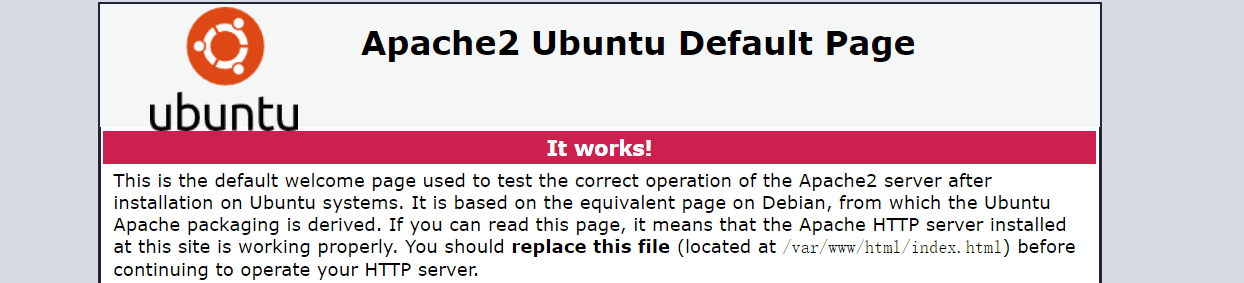 Apache2 Ubuntu Default Page
ubuntu
It works!
This is the default welcome page used to test the correct operation of the Apache2 server after
installation on Ubuntu systems. It is based on the equivalent page on Debian, from which the Ubuntu
Apache packaging is derived. If you can read this page, it means that the Apache HTTP server installed
at this site is working properly. You should replace this file (located at /var/www/html/index.html) before
continuing to operate your HTTP server.